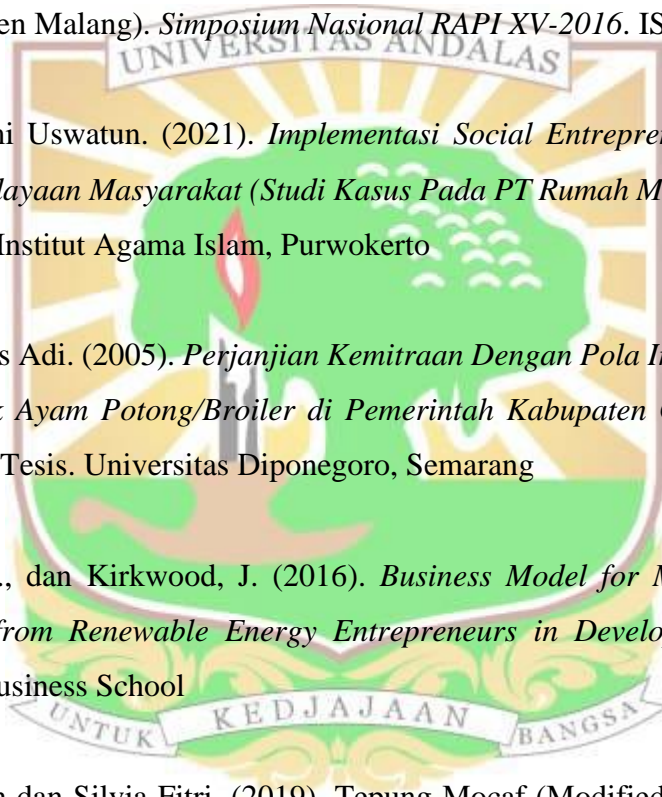 en Malang). Simposium Nasional RAPI XV-2016. IS
UNIVERSITAS ANDALAS
ni Uswatun. (2021). Implementasi Social Entrepren
layaan Masyarakat (Studi Kasus Pada PT Rumah M
Institut Agama Islam, Purwokerto
s Adi. (2005). Perjanjian Kemitraan Dengan Pola In
k Ayam Potong/Broiler di Pemerintah Kabupaten
Tesis. Universitas Diponegoro, Semarang
., dan Kirkwood, J. (2016). Business Model for M
from Renewable Energy Entrepreneurs in Develop
usiness School
UNTUK KEDJAJAAN BANGSA
n dan Silvia Fitri. (2019). Tepung Mocaf (Modified